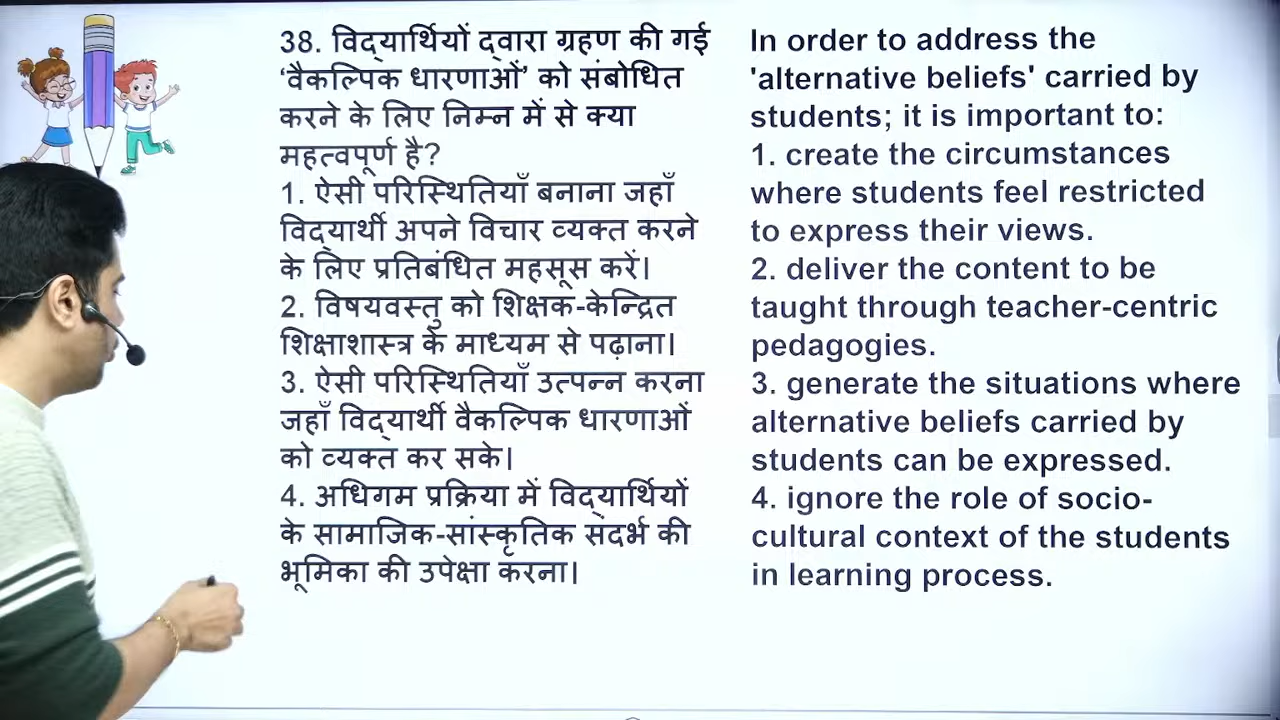 38. विद्यार्थियों द्वारा ग्रहण की गई
‘वैकल्पिक धारणाओं’ को संबोधित
करने के लिए निम्न में से क्या
महत्वपूर्ण है?
1. ऐसी परिस्थितियाँ बनाना जहाँ
विद्यार्थी अपने विचार व्यक्त करने
के लिए प्रतिबंधित महसूस करें।
2. विषयवस्तु को शिक्षक-केन्द्रित
शिक्षाशास्त्र के माध्यम से पढ़ाना।
3. ऐसी परिस्थितियाँ उत्पन्न करना
जहाँ विद्यार्थी वैकल्पिक धारणाओं
को व्यक्त कर सके।
4. अधिगम प्रक्रिया में विद्यार्थियों
के सामाजिक-सांस्कृतिक संदर्भ की
भूमिका की उपेक्षा करना।
In order to address the
'alternative beliefs' carried by
students; it is important to:
1. create the circumstances
where students feel restricted
to express their views.
2. deliver the content to be
taught through teacher-centric
pedagogies.
3. generate the situations where
alternative beliefs carried by
students can be expressed.
4. ignore the role of socio-
cultural context of the students
in learning process.